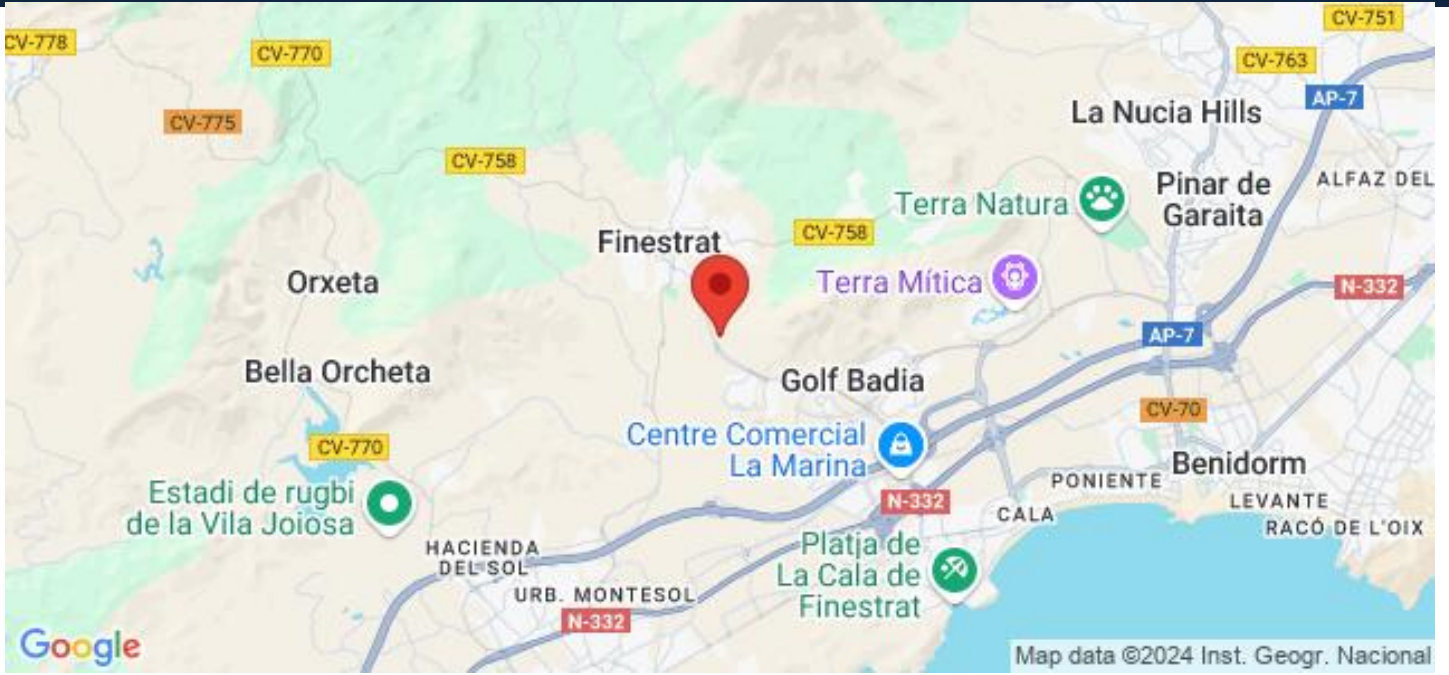 CV-778
CV-770
CV-751
CV-763
AP-7
La Nucia Hills
CV-775
CV-758
Terra Natura
Pinar de
Garaita
ALFAZ DEL
Finestrat
CV-758
Orxeta
Terra Mítica
N-332
AP-7
Bella Orcheta
Golf Badia
CV-70
Centre Comercial
La Marina
CV-770
Benidorm
PONIENTE
N-332
LEVANTE
CALA
RACÓ DE L'OIX
Estadi de rugbi
de la Vila Joiosa
HACIENDA
DEL SOL
Platja de
La Cala de
Finestrat
URB. MONTESOL
N-332
Google
Map data ©2024 Inst. Geogr. Nacional